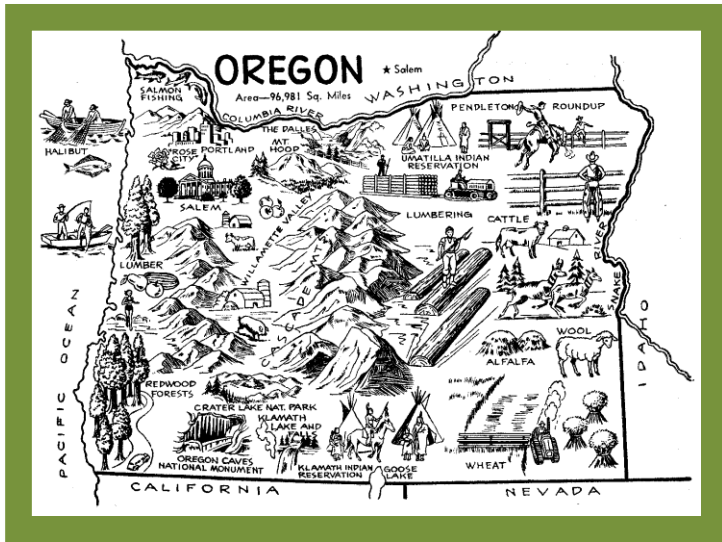 OREGON
★ Salem
Area—96,981 Sq. Miles
WASHINGTON
SALMON
FISHING
COLUMBIA RIVER
PENDLETON ROUNDUP
THE DALLES
HALIBUT
ROSE
CITY
PORTLAND
MT
HOOP
UMATILLA INDIAN
RESERVATION
SALEM
WILLAMETTE VALLEY
LUMBERING
CATTLE
SNAKE RIVER
LUMBER
CASCADE MTS
PACIFIC OCEAN
IDAHO
WOOL
ALFALFA
REDWOOD
FORESTS
CRATER LAKE NAT. PARK
KLAMATH
LAKE AND
FALLS
OREGON CAVES
NATIONAL MONUMENT
KLAMATH INDIAN
RESERVATION
GOOSE
LAKE
WHEAT
CALIFORNIA
NEVADA